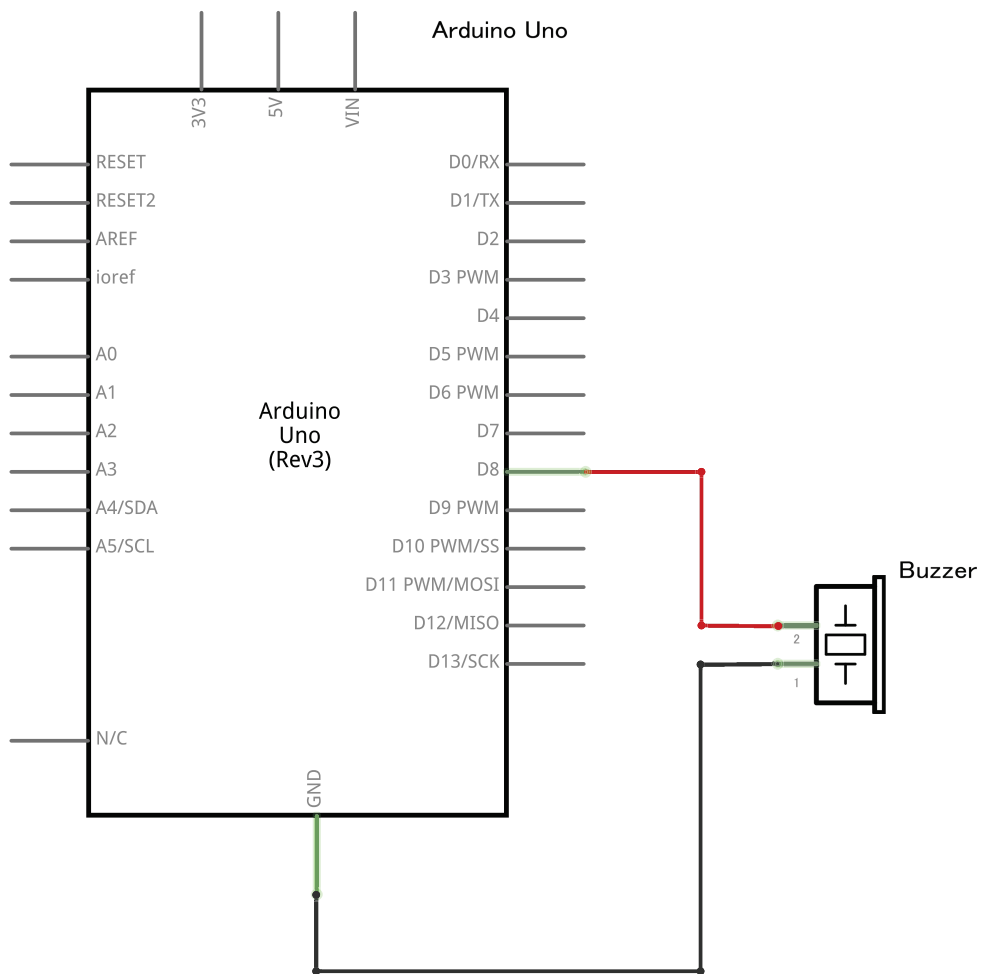 Arduino Uno
3V3
5V
VIN
RESET
RESET2
AREF
ioref
A0
A1
A2
A3
A4/SDA
A5/SCL
N/C
Arduino
Uno
(Rev3)
D0/RX
D1/TX
D2
D3 PWM
D4
D5 PWM
D6 PWM
D7
D8
D9 PWM
D10 PWM/SS
D11 PWM/MOSI
D12/MISO
D13/SCK
GND
Buzzer
2
1